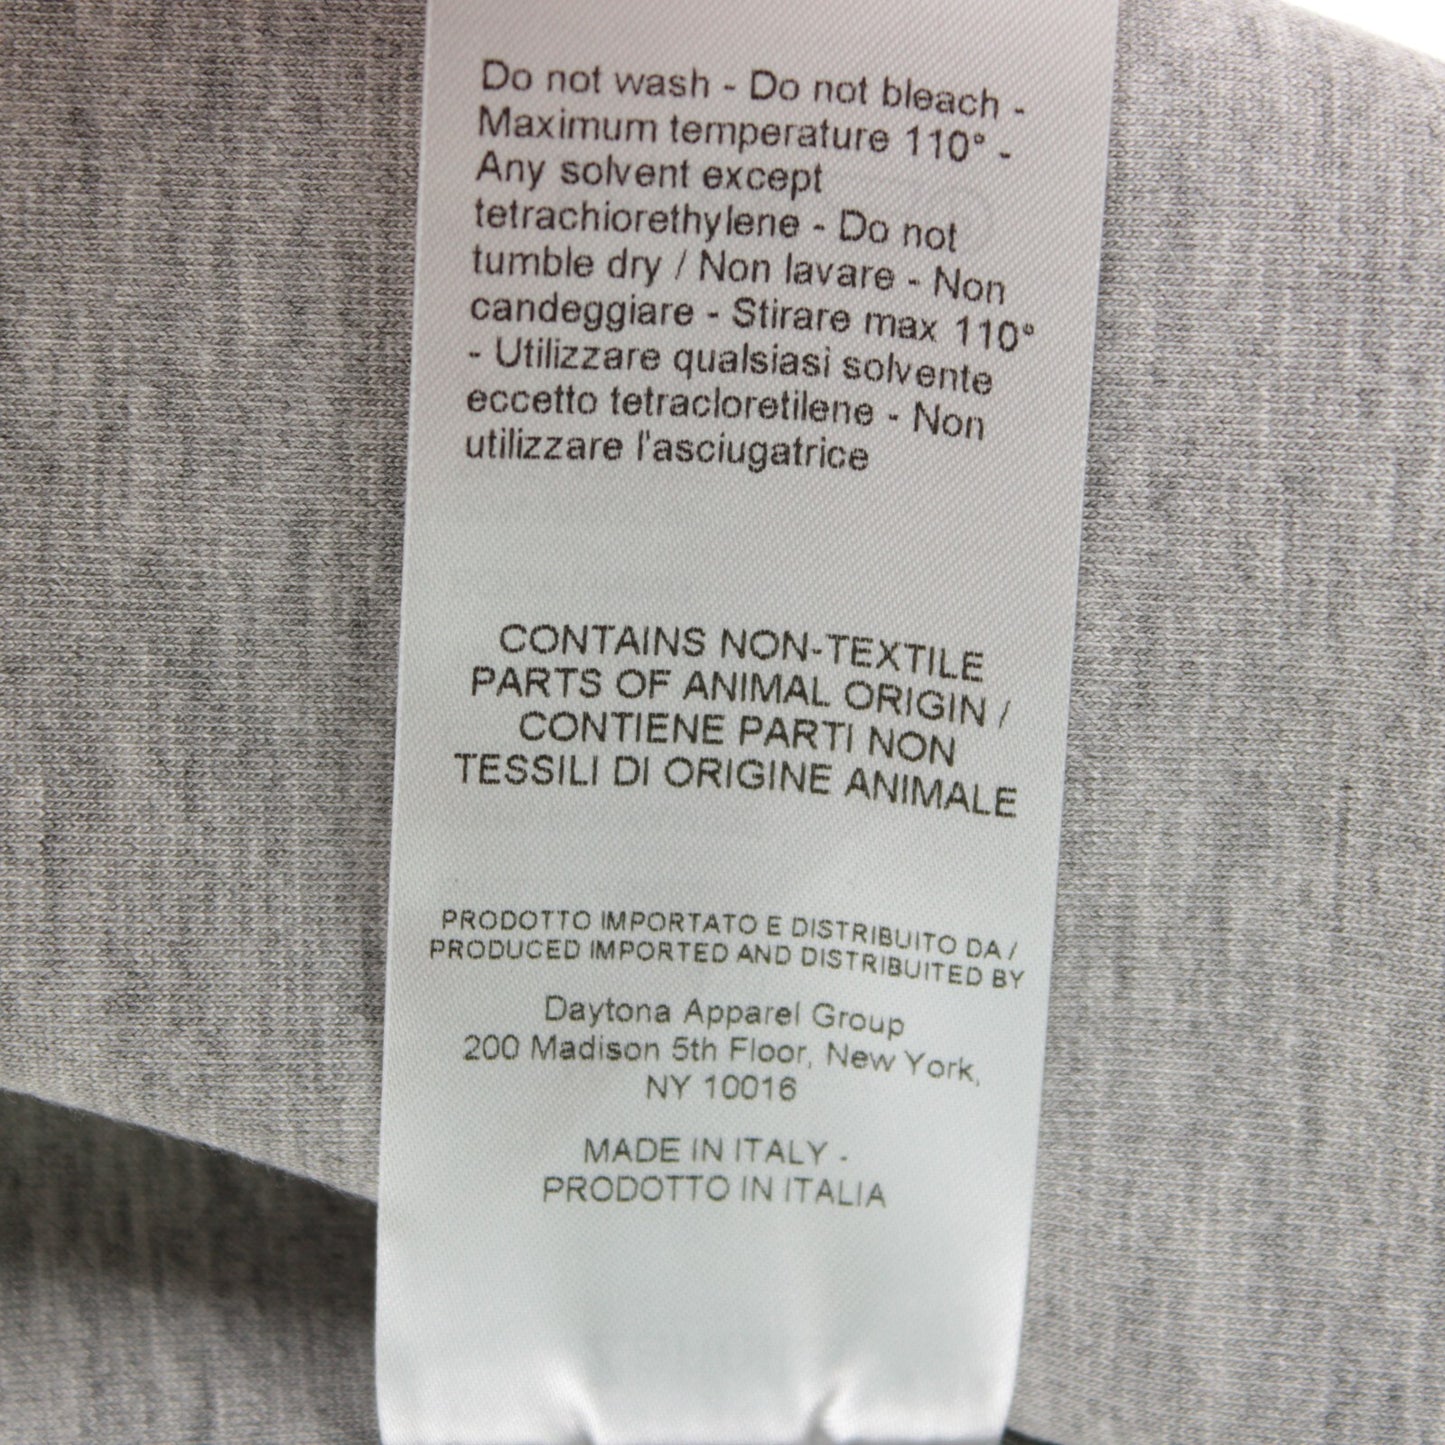 Do not wash - Do not bleach -
Maximum temperature 110° -
Any solvent except
tetrachiorethylene - Do not
tumble dry / Non lavare - Non
candeggiare - Stirare max 110°
- Utilizzare qualsiasi solvente
eccetto tetracloretilene - Non
utilizzare l'asciugatrice
CONTAINS NON-TEXTILE
PARTS OF ANIMAL ORIGIN /
CONTIENE PARTI NON
TESSILI DI ORIGINE ANIMALE
PRODOTTO IMPORTATO E DISTRIBUITO DA /
PRODUCED IMPORTED AND DISTRIBUITED BY
Daytona Apparel Group
200 Madison 5th Floor, New York,
NY 10016
MADE IN ITALY -
PRODOTTO IN ITALIA